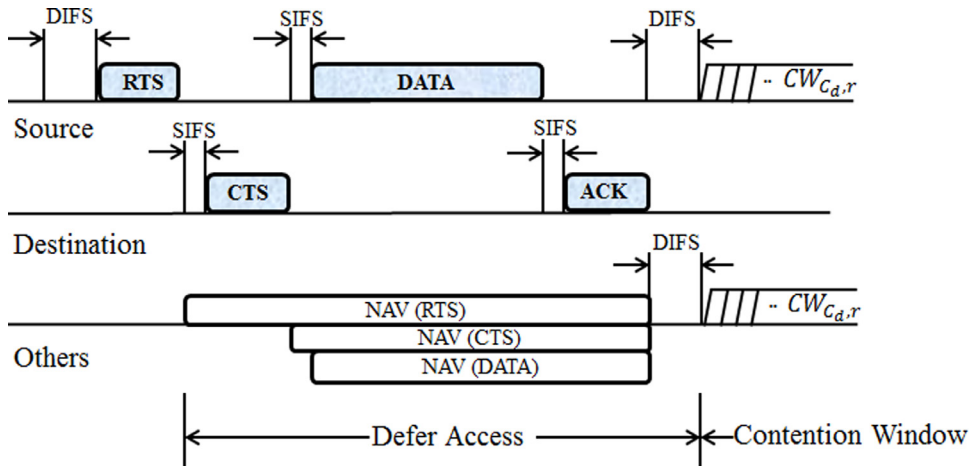 DIFS
SIFS
DIFS
RTS
DATA
·· CW_{C_d,r}
Source
SIFS
SIFS
CTS
ACK
Destination
DIFS
NAV (RTS)
·· CW_{C_d,r}
Others
NAV (CTS)
NAV (DATA)
Defer Access
Contention Window